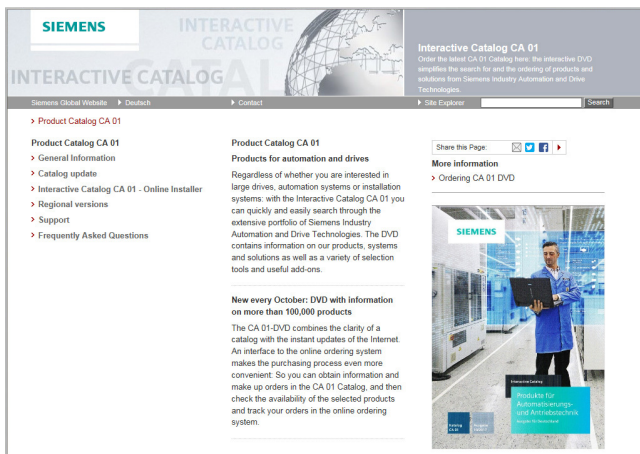 SIEMENS
INTERACTIVE
CATALOG
INTERACTIVE CATALOG
CATAL
Interactive Catalog CA 01
Order the latest CA 01 Catalog here: the interactive DVD
simplifies the search for and the ordering of products and
solutions from Siemens Industry Automation and Drive
Technologies.
Siemens Global Website Deutsch Contact Site Explorer Search
Product Catalog CA 01
Product Catalog CA 01
General Information
Catalog update
Interactive Catalog CA 01 - Online Installer
Regional versions
Support
Frequently Asked Questions
Product Catalog CA 01
Products for automation and drives
Regardless of whether you are interested in
large drives, automation systems or installation
systems: with the Interactive Catalog CA 01 you
can quickly and easily search through the
extensive portfolio of Siemens Industry
Automation and Drive Technologies. The DVD
contains information on our products, systems
and solutions as well as a variety of selection
tools and useful add-ons.
New every October: DVD with information
on more than 100,000 products
The CA 01-DVD combines the clarity of a
catalog with the instant updates of the Internet.
An interface to the online ordering system
makes the purchasing process even more
convenient: So you can obtain information and
make up orders in the CA 01 Catalog, and then
check the availability of the selected products
and track your orders in the online ordering
system.
Share this Page:
More information
Ordering CA 01 DVD
SIEMENS
Interactive Catalog
Produkte für
Automatisierungs-
und Antriebstechnik
Katalog
CA 01